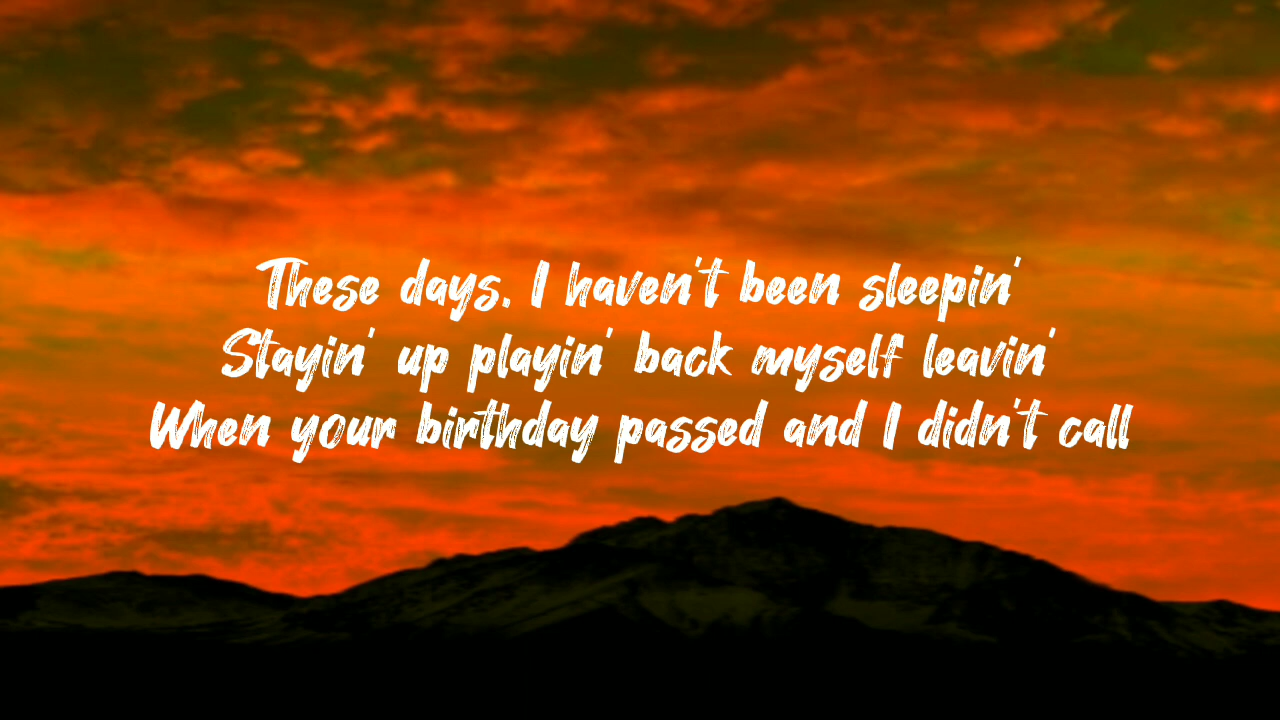 These days, I haven't been sleepin'
Stayin' up playin' back myself leavin'
When your birthday passed and I didn't call